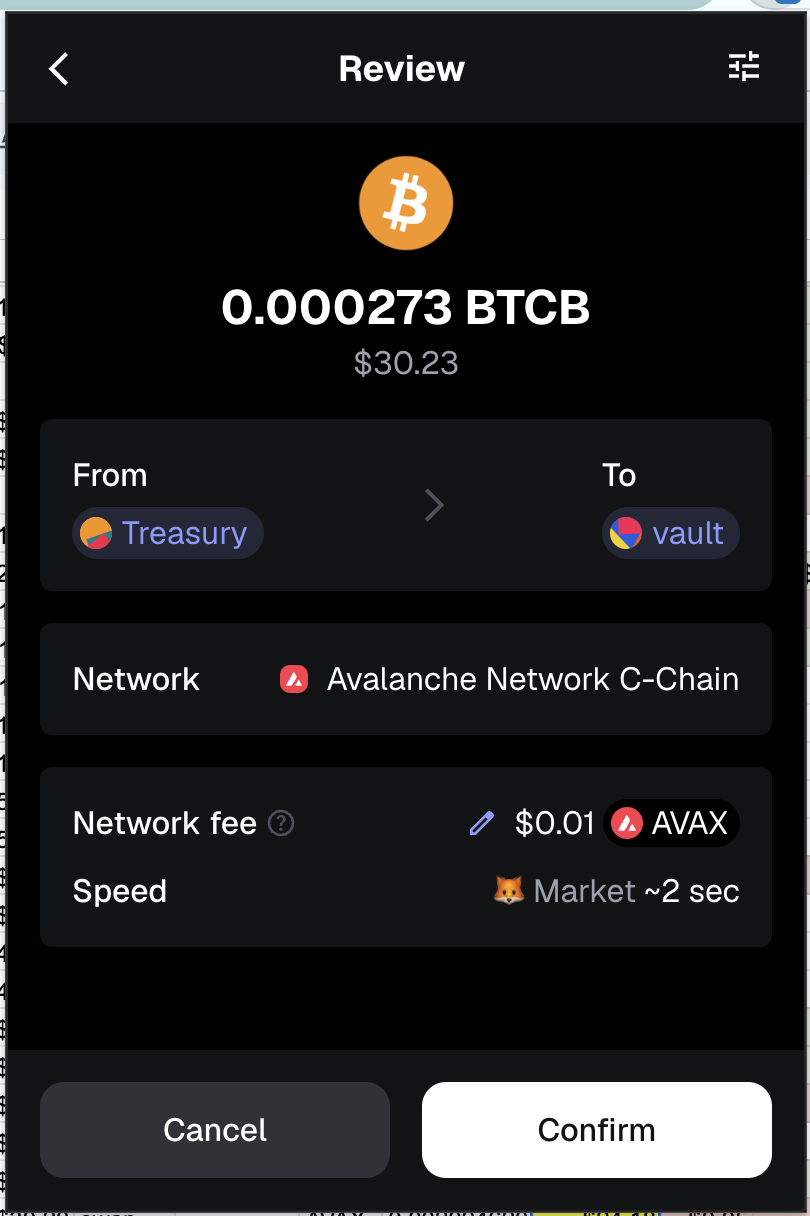 Review
0.000273 BTCB
$30.23
From
To
Treasury
vault
Network
Avalanche Network C-Chain
Network fee ?
$0.01 AVAX
Speed
🦊 Market ~2 sec
Cancel
Confirm